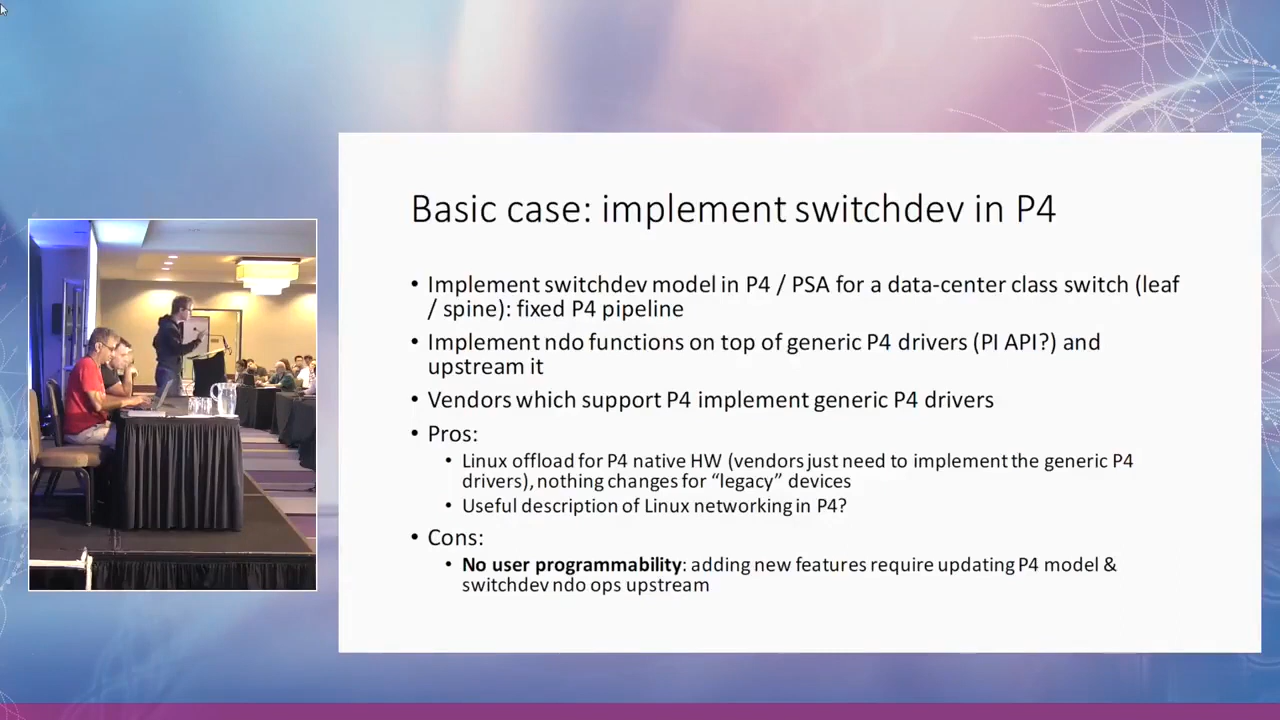 Basic case: implement switchdev in P4
• Implement switchdev model in P4 / PSA for a data-center class switch (leaf
/ spine): fixed P4 pipeline
• Implement ndo functions on top of generic P4 drivers (PI API?) and
upstream it
• Vendors which support P4 implement generic P4 drivers
• Pros:
• Linux offload for P4 native HW (vendors just need to implement the generic P4
drivers), nothing changes for “legacy” devices
• Useful description of Linux networking in P4?
• Cons:
• No user programmability: adding new features require updating P4 model &
switchdev ndo ops upstream